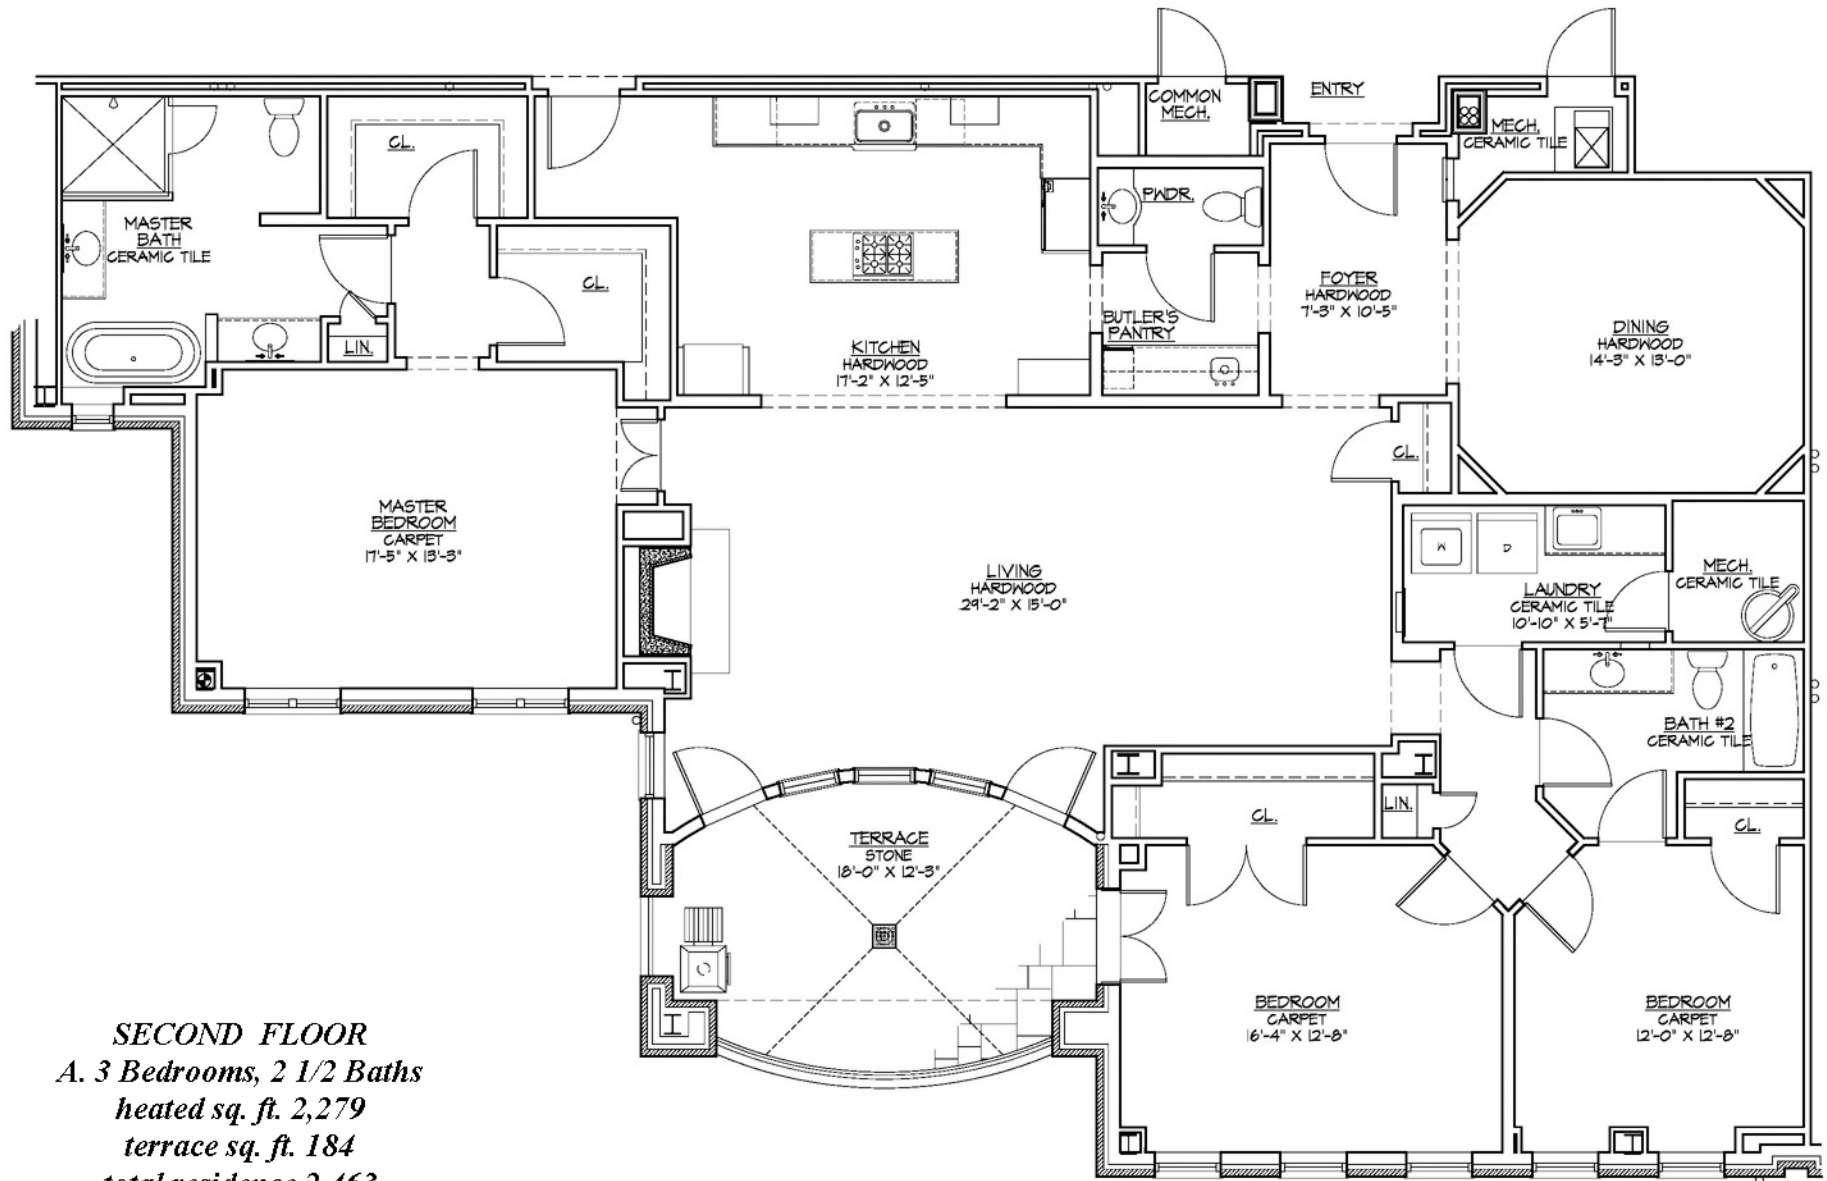 ENTRY
COMMON
MECH.
MECH.
CERAMIC TILE
CL.
PWDR.
MASTER
BATH
CERAMIC TILE
CL.
FOYER
HARDWOOD
7'-3" X 10'-5"
BUTLER'S
PANTRY
DINING
HARDWOOD
14'-3" X 13'-0"
LIN.
KITCHEN
HARDWOOD
17'-2" X 12'-5"
CL.
MASTER
BEDROOM
CARPET
17'-5" X 13'-3"
W
D
LIVING
HARDWOOD
29'-2" X 15'-0"
MECH.
CERAMIC TILE
LAUNDRY
CERAMIC TILE
10'-10" X 5'-7"
BATH #2
CERAMIC TILE
LIN.
CL.
CL.
TERRACE
STONE
18'-0" X 12'-3"
BEDROOM
CARPET
16'-4" X 12'-8"
BEDROOM
CARPET
12'-0" X 12'-8"
SECOND FLOOR
A. 3 Bedrooms, 2 1/2 Baths
heated sq. ft. 2,279
terrace sq. ft. 184
total residence 2,463